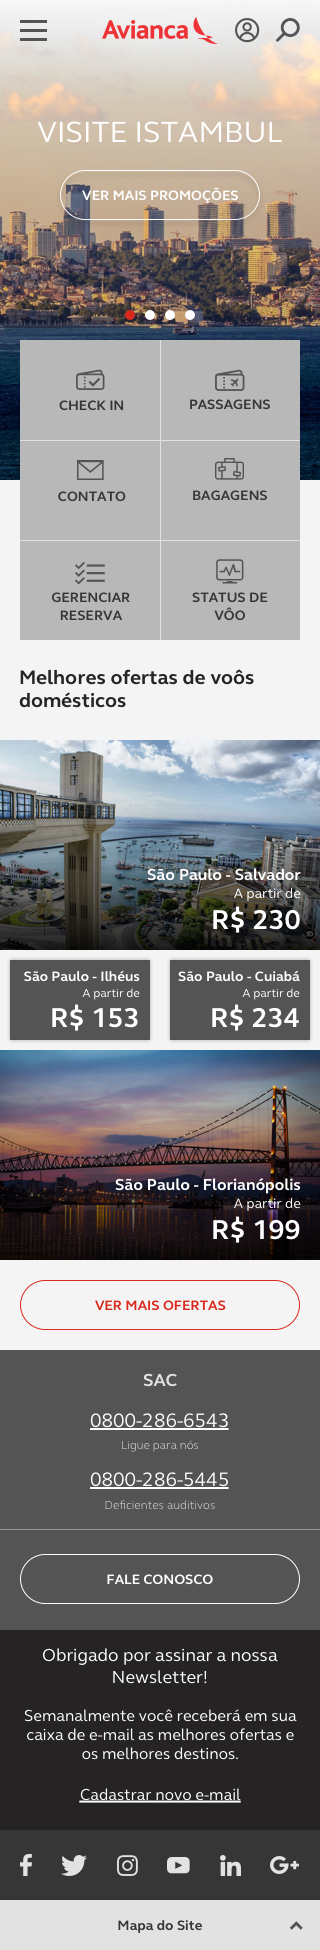 Avianca
VISITE ISTAMBUL
VER MAIS PROMOÇÕES
CHECK IN
PASSAGENS
CONTATO
BAGAGENS
GERENCIAR
RESERVA
STATUS DE
VÔO
Melhores ofertas de voôs
domésticos
São Paulo - Salvador
A partir de
R$ 230
São Paulo - Ilhéus
A partir de
R$ 153
São Paulo - Cuiabá
A partir de
R$ 234
São Paulo - Florianópolis
A partir de
R$ 199
VER MAIS OFERTAS
SAC
0800-286-6543
Ligue para nós
0800-286-5445
Deficientes auditivos
FALE CONOSCO
Obrigado por assinar a nossa
Newsletter!
Semanalmente você receberá em sua
caixa de e-mail as melhores ofertas e
os melhores destinos.
Cadastrar novo e-mail
Mapa do Site